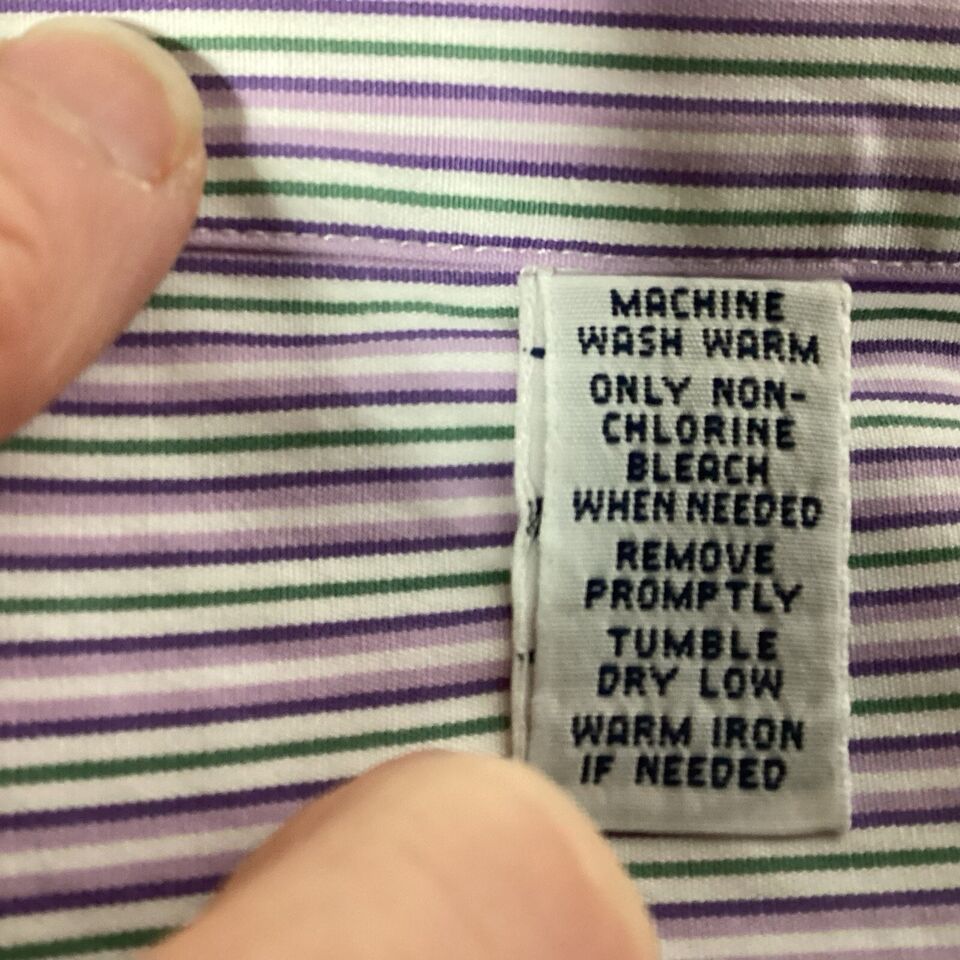 MACHINE
WASH WARM
ONLY NON-
CHLORINE
BLEACH
WHEN NEEDED
REMOVE
PROMPTLY
TUMBLE
DRY LOW
WARM IRON
IF NEEDED